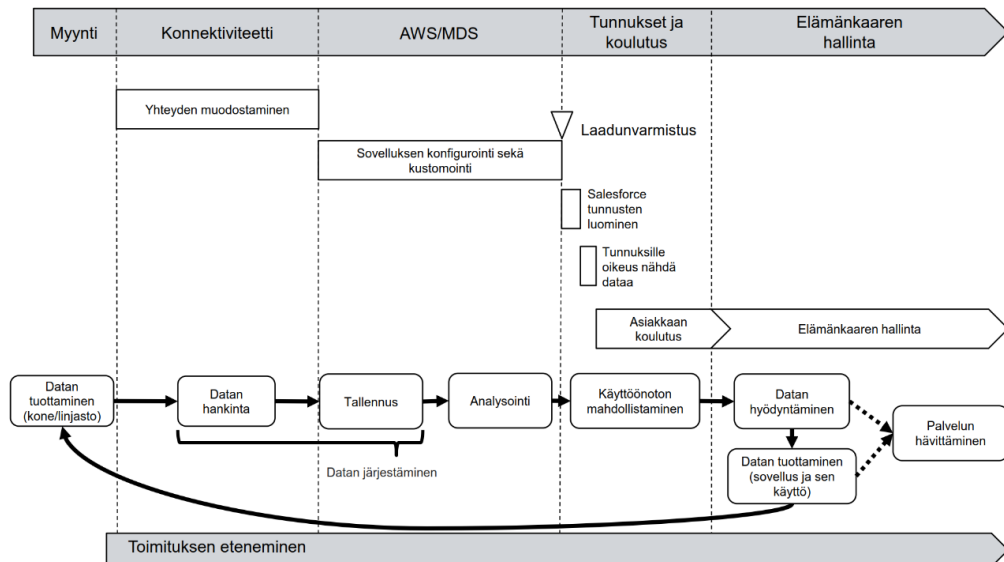 Myynti
Konnektiviteetti
AWS/MDS
Tunnukset ja
koulutus
Elämänkaaren
hallinta
Yhteyden muodostaminen
Laadunvarmistus
Sovelluksen konfigurointi sekä
kustomointi
Salesforce
tunnusten
luominen
Tunnuksille
oikeus nähdä
dataa
Asiakkaan
koulutus
Elämänkaaren hallinta
Datan
tuottaminen
(kone/linjasto)
Datan
hankinta
Tallennus
Analysointi
Käyttöönoton
mahdollistaminen
Datan
hyödyntäminen
Palvelun
hävittäminen
Datan järjestäminen
Datan tuottaminen
(sovellus ja sen
käyttö)
Toimituksen eteneminen